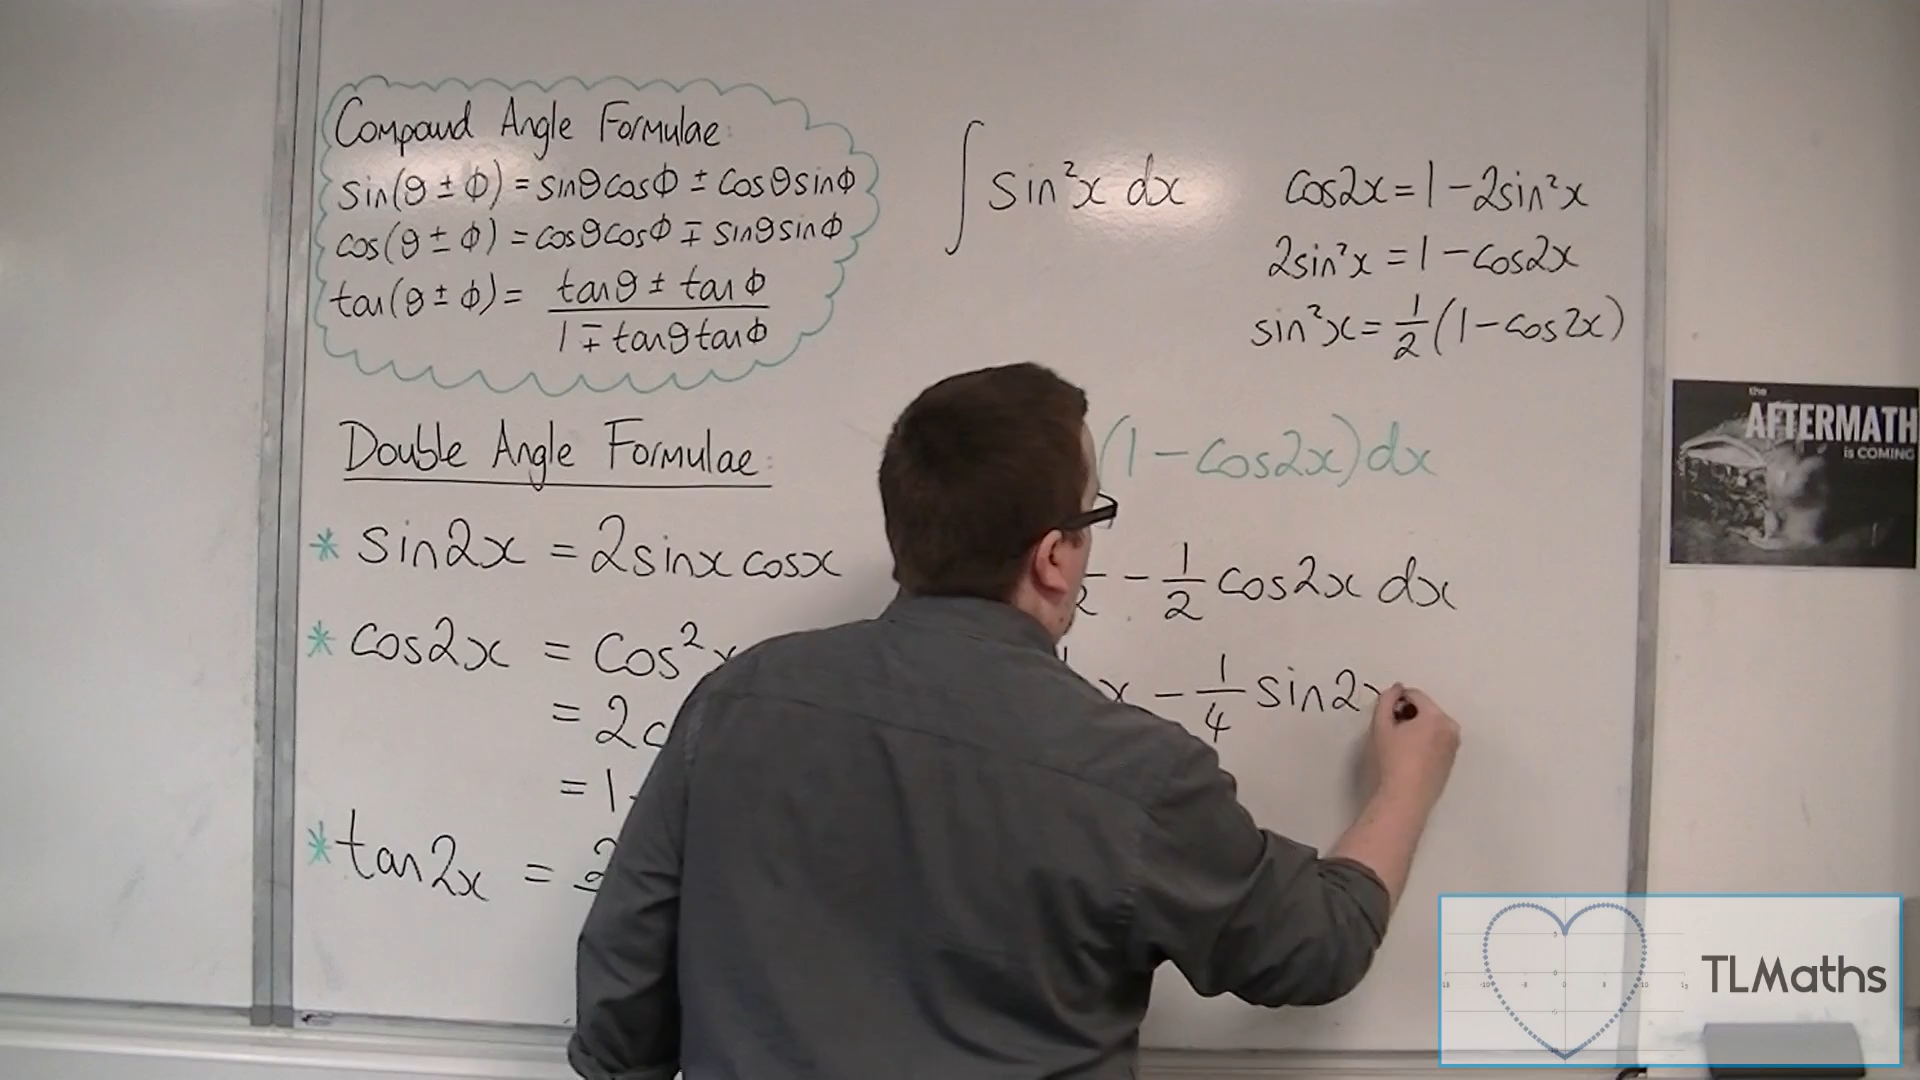 Compound Angle Formulae:
sin(θ ± ϕ) = sinθcosϕ ± cosθsinϕ
cos(θ ± ϕ) = cosθcosϕ ∓ sinθsinϕ
tan(θ ± ϕ) = tanθ ± tanϕ
1 ∓ tanθtanϕ
Double Angle Formulae:
* sin2x = 2sinxcosx
* cos2x = cos²x
= 2c
= 1 -
* tan2x = 2
∫ sin²x dx
cos2x = 1 - 2sin²x
2sin²x = 1 - cos2x
sin²x = 1/2 (1 - cos2x)
(1 - cos2x)dx
- 1/2 cos2x dx
x - 1/4 sin2x
the
AFTERMATH
is COMING
TLMaths